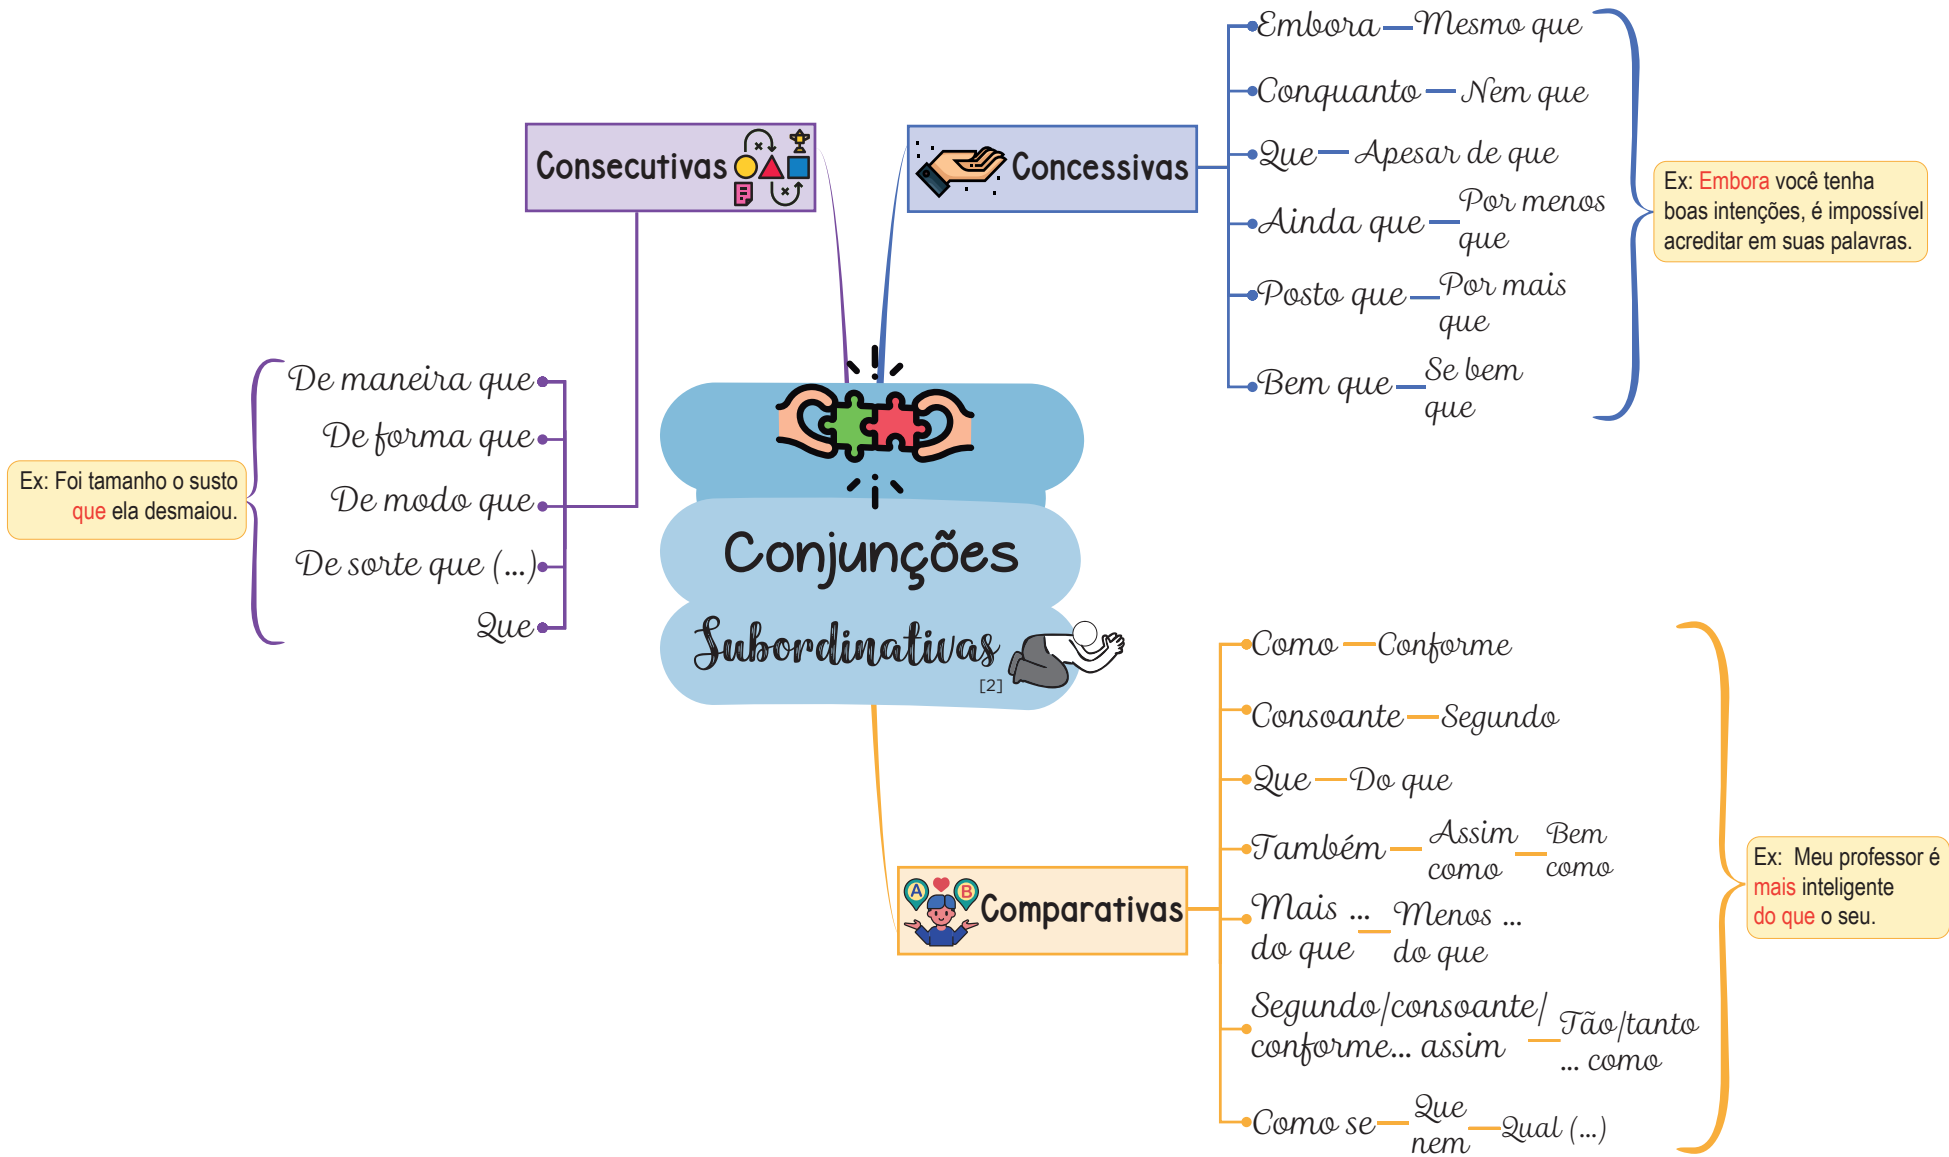 Conjunções
Subordinativas
[2]
Consecutivas
De maneira que
De forma que
De modo que
De sorte que (...)
Que
Ex: Foi tamanho o susto
que ela desmaiou.
Concessivas
Embora — Mesmo que
Conquanto — Nem que
Que — Apesar de que
Ainda que — Por menos
que
Posto que — Por mais
que
Bem que — Se bem
que
Ex: Embora você tenha
boas intenções, é impossível
acreditar em suas palavras.
Comparativas
A B
Como — Conforme
Consoante — Segundo
Que — Do que
Também — Assim
como — Bem
como
Mais ...
do que — Menos ...
do que
Segundo/consoante/
conforme... assim — Tão/tanto
... como
Como se — Que
nem — Qual (...)
Ex: Meu professor é
mais inteligente
do que o seu.